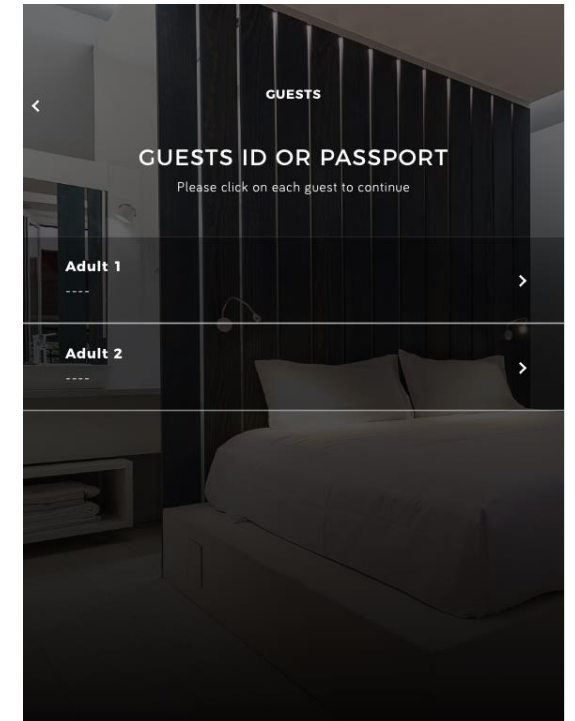 GUESTS
GUESTS ID OR PASSPORT
Please click on each guest to continue
Adult 1
----
Adult 2
----